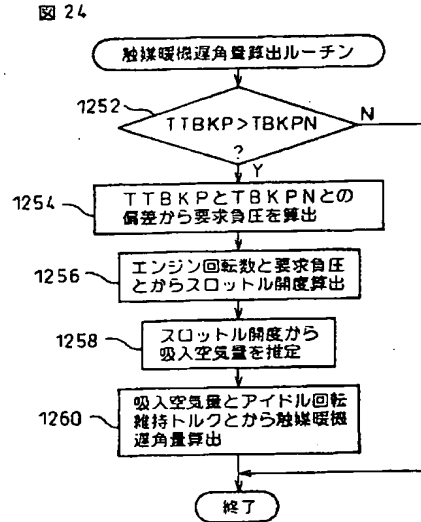 図 24
触媒暖機遅角量算出ルーチン
1252
TTBKP>TBKPN
?
N
Y
1254
TTBKPとTBKPNとの
偏差から要求負圧を算出
1256
エンジン回転数と要求負圧
とからスロットル開度算出
1258
スロットル開度から
吸入空気量を推定
1260
吸入空気量とアイドル回転
維持トルクとから触媒暖機
遅角量算出
終了